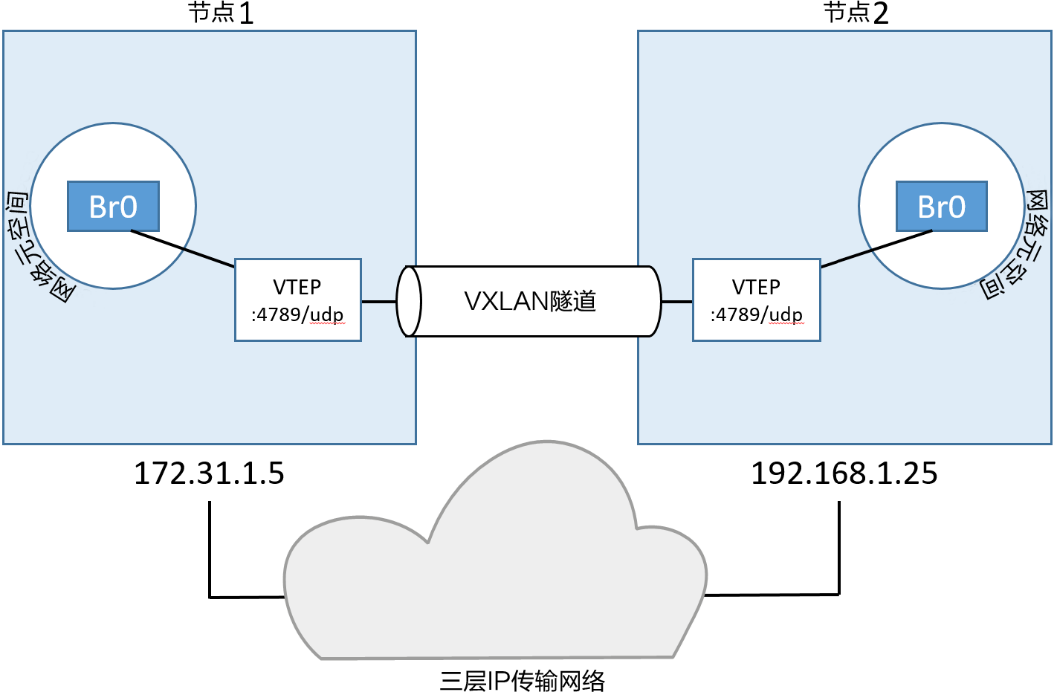 节点1
节点2
网络元空间
Br0
Br0
网络元空间
VTEP
:4789/udp
VXLAN隧道
VTEP
:4789/udp
172.31.1.5
192.168.1.25
三层IP传输网络